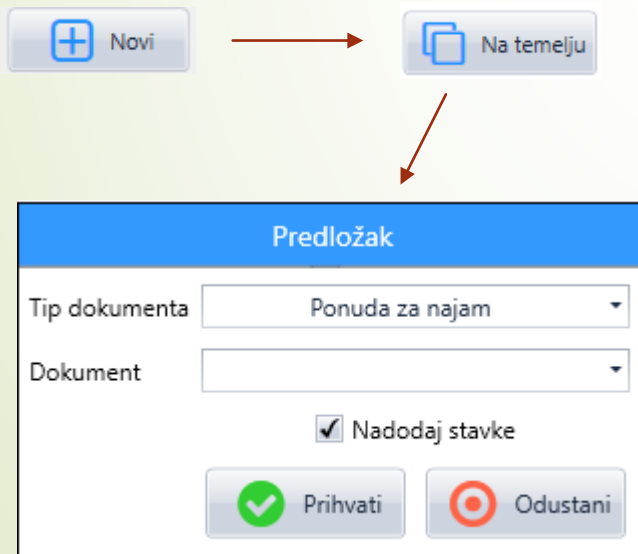 Novi
Na temelju
Predložak
Tip dokumenta
Ponuda za najam
Dokument
Nadodaj stavke
Prihvati
Odustani